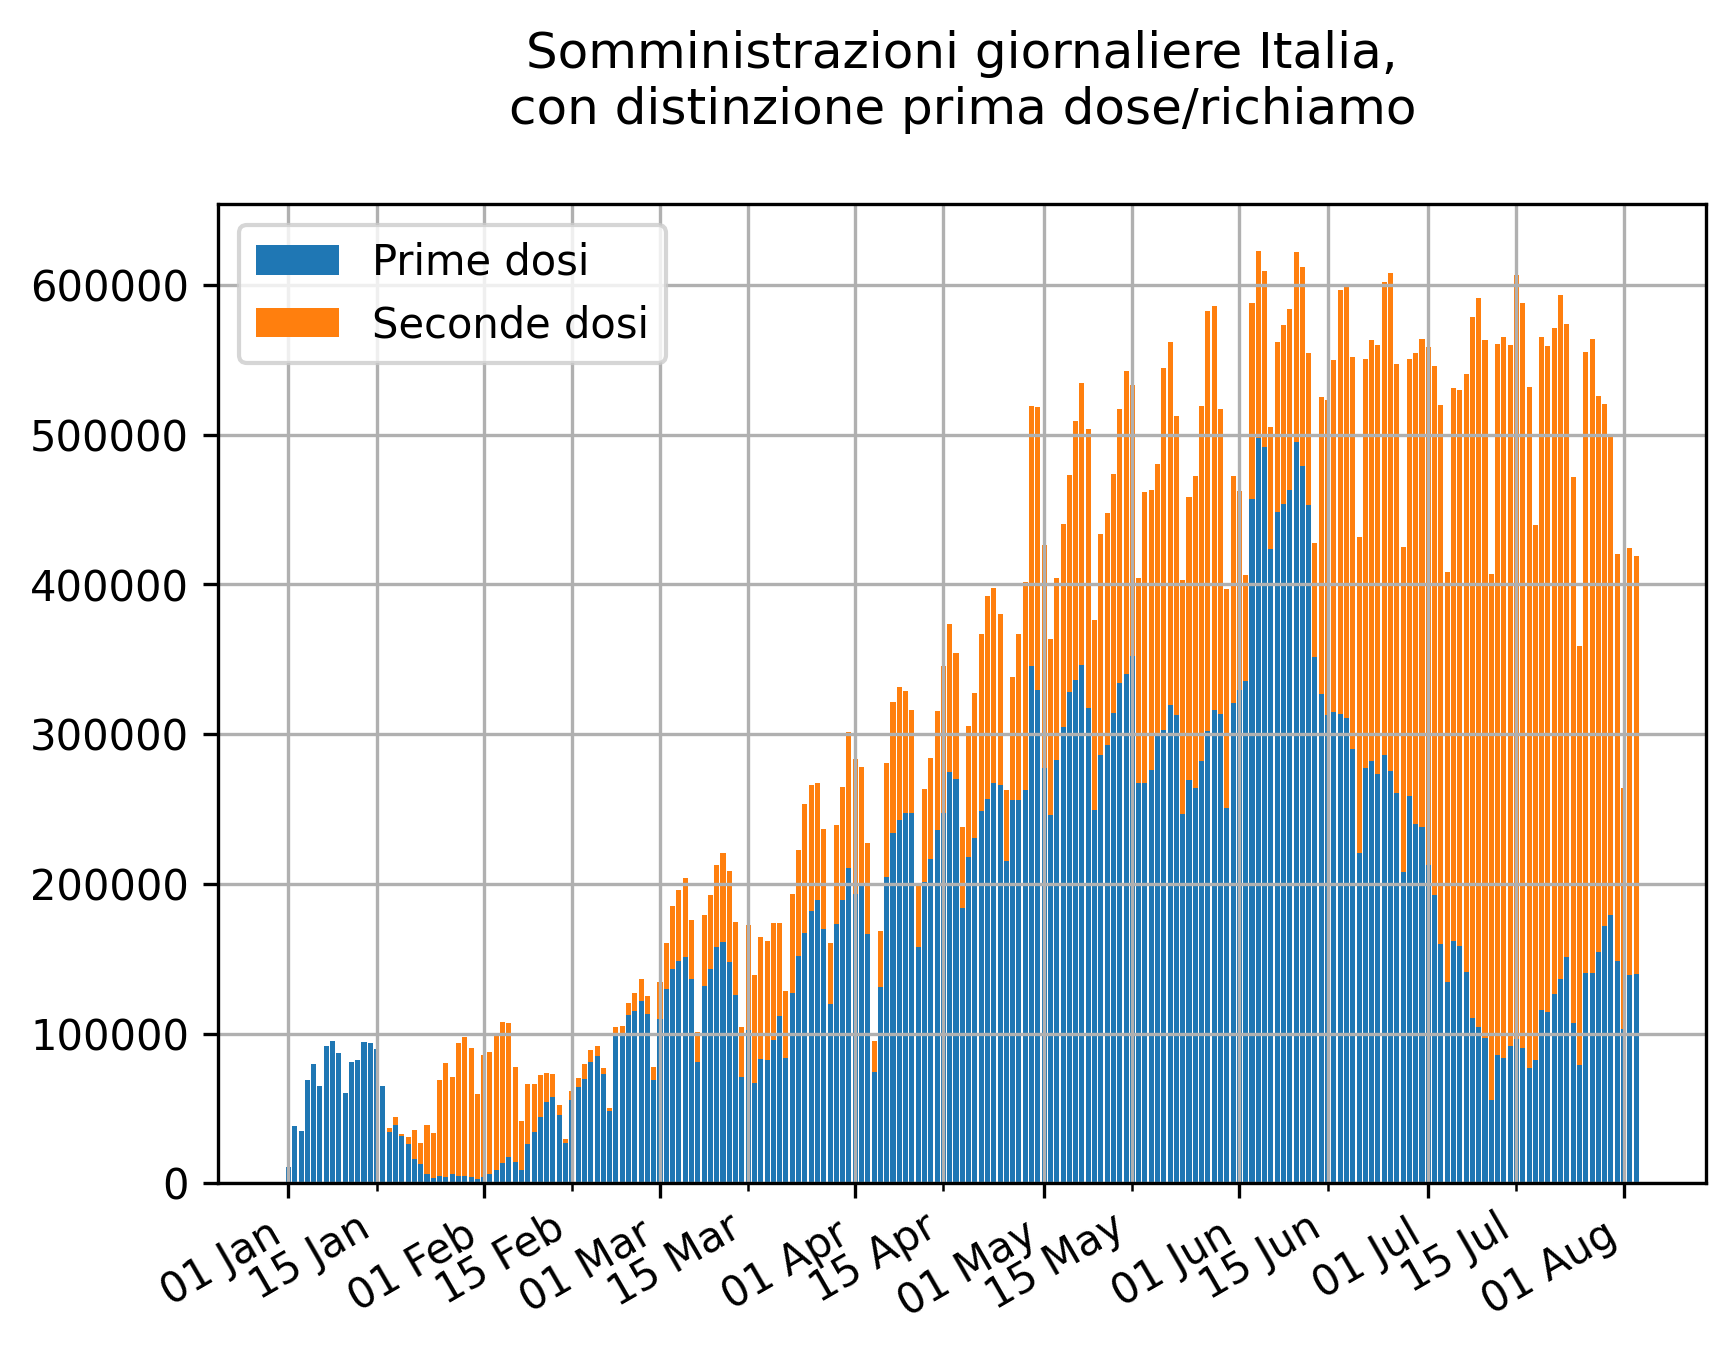 Somministrazioni giornaliere Italia,
con distinzione prima dose/richiamo
Prime dosi
Seconde dosi
600000
500000
400000
300000
200000
100000
0
01 Jan
15 Jan
01 Feb
15 Feb
01 Mar
15 Mar
01 Apr
15 Apr
01 May
15 May
01 Jun
15 Jun
01 Jul
15 Jul
01 Aug